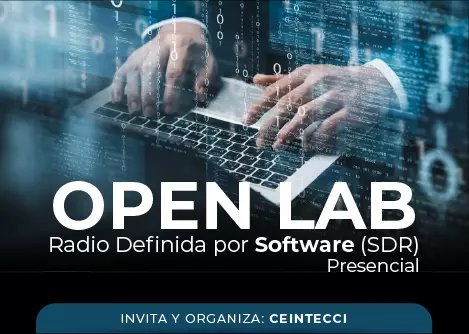 OPEN LAB
Radio Definida por Software (SDR)
Presencial
INVITA Y ORGANIZA: CEINTECCI